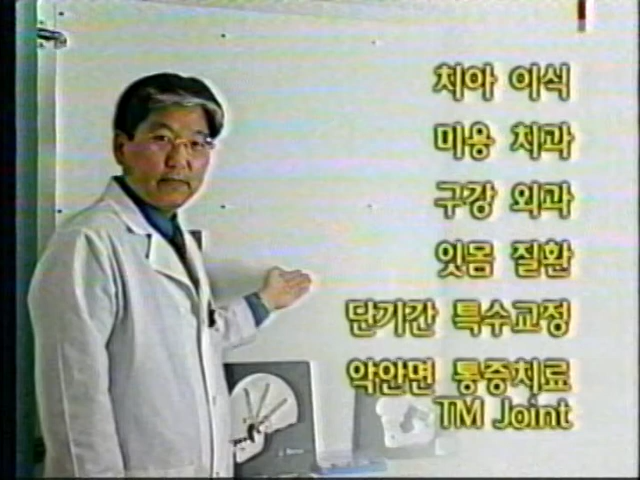 치아 이식
미용 치과
구강 외과
잇몸 질환
단기간 특수교정
악안면 통증치료
TM Joint